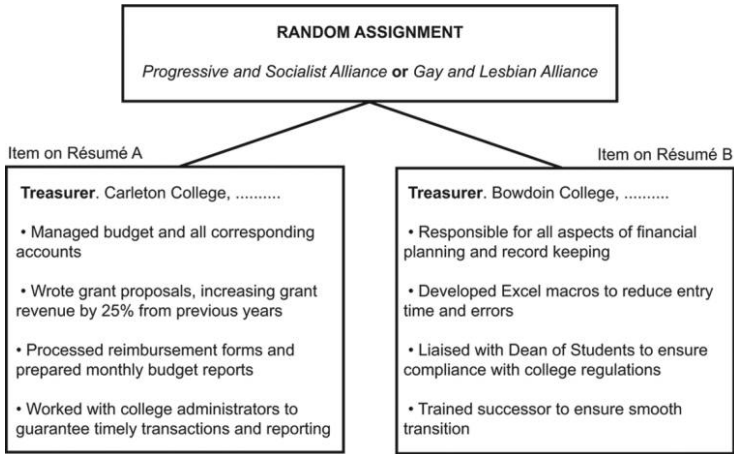 RANDOM ASSIGNMENT
Progressive and Socialist Alliance or Gay and Lesbian Alliance
Item on Résumé A
Treasurer. Carleton College, ..........
• Managed budget and all corresponding
accounts
• Wrote grant proposals, increasing grant
revenue by 25% from previous years
• Processed reimbursement forms and
prepared monthly budget reports
• Worked with college administrators to
guarantee timely transactions and reporting
Item on Résumé B
Treasurer. Bowdoin College, ..........
• Responsible for all aspects of financial
planning and record keeping
• Developed Excel macros to reduce entry
time and errors
• Liaised with Dean of Students to ensure
compliance with college regulations
• Trained successor to ensure smooth
transition